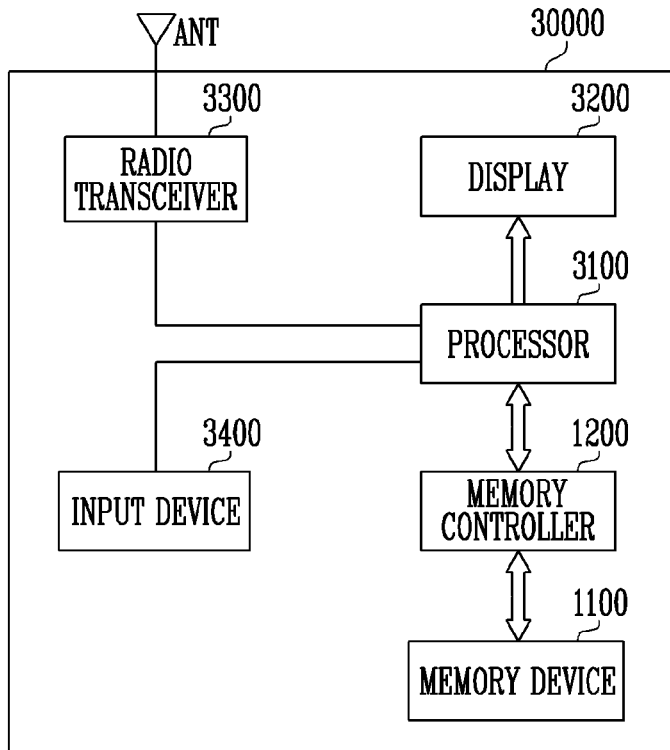 ANT
30000
3300
3200
RADIO
TRANSCEIVER
DISPLAY
3100
PROCESSOR
3400
1200
INPUT DEVICE
MEMORY
CONTROLLER
1100
MEMORY DEVICE